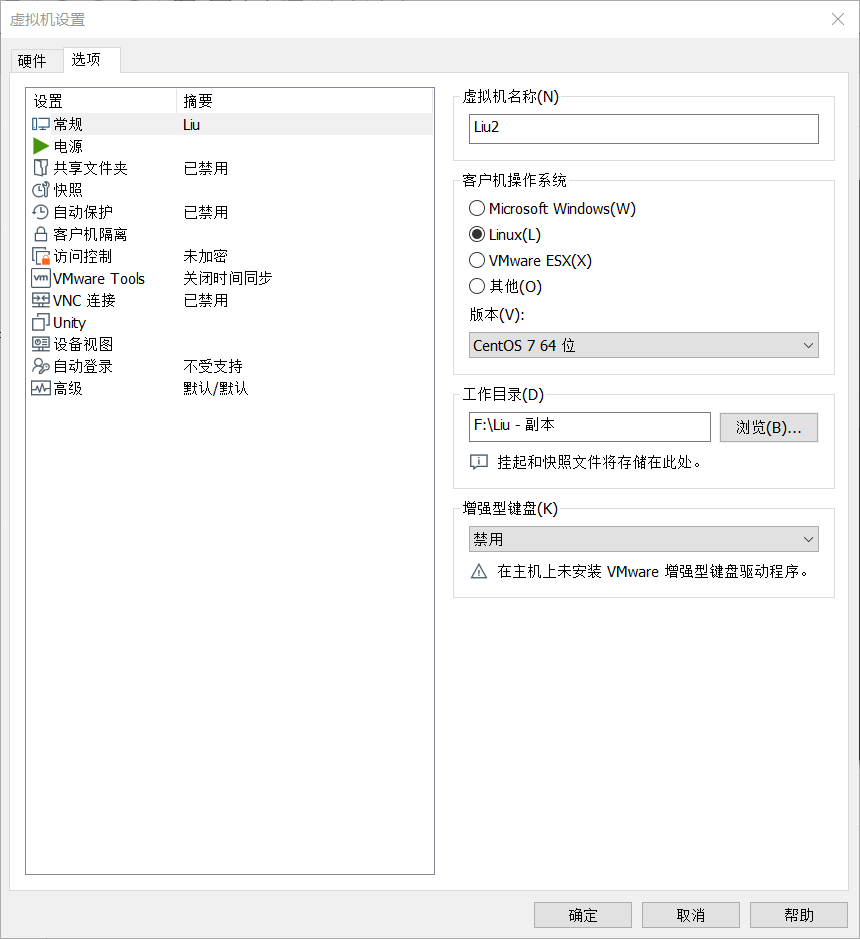 虚拟机设置
硬件 选项
设置 摘要
常规 Liu
电源
共享文件夹 已禁用
快照
自动保护 已禁用
客户机隔离
访问控制 未加密
vm VMware Tools 关闭时间同步
VNC 连接 已禁用
Unity
设备视图
自动登录 不受支持
高级 默认/默认
虚拟机名称(N)
Liu2
客户机操作系统
Microsoft Windows(W)
Linux(L)
VMware ESX(X)
其他(O)
版本(V):
CentOS 7 64 位
工作目录(D)
F:\Liu - 副本 浏览(B)...
挂起和快照文件将存储在此处。
增强型键盘(K)
禁用
在主机上未安装 VMware 增强型键盘驱动程序。
确定 取消 帮助